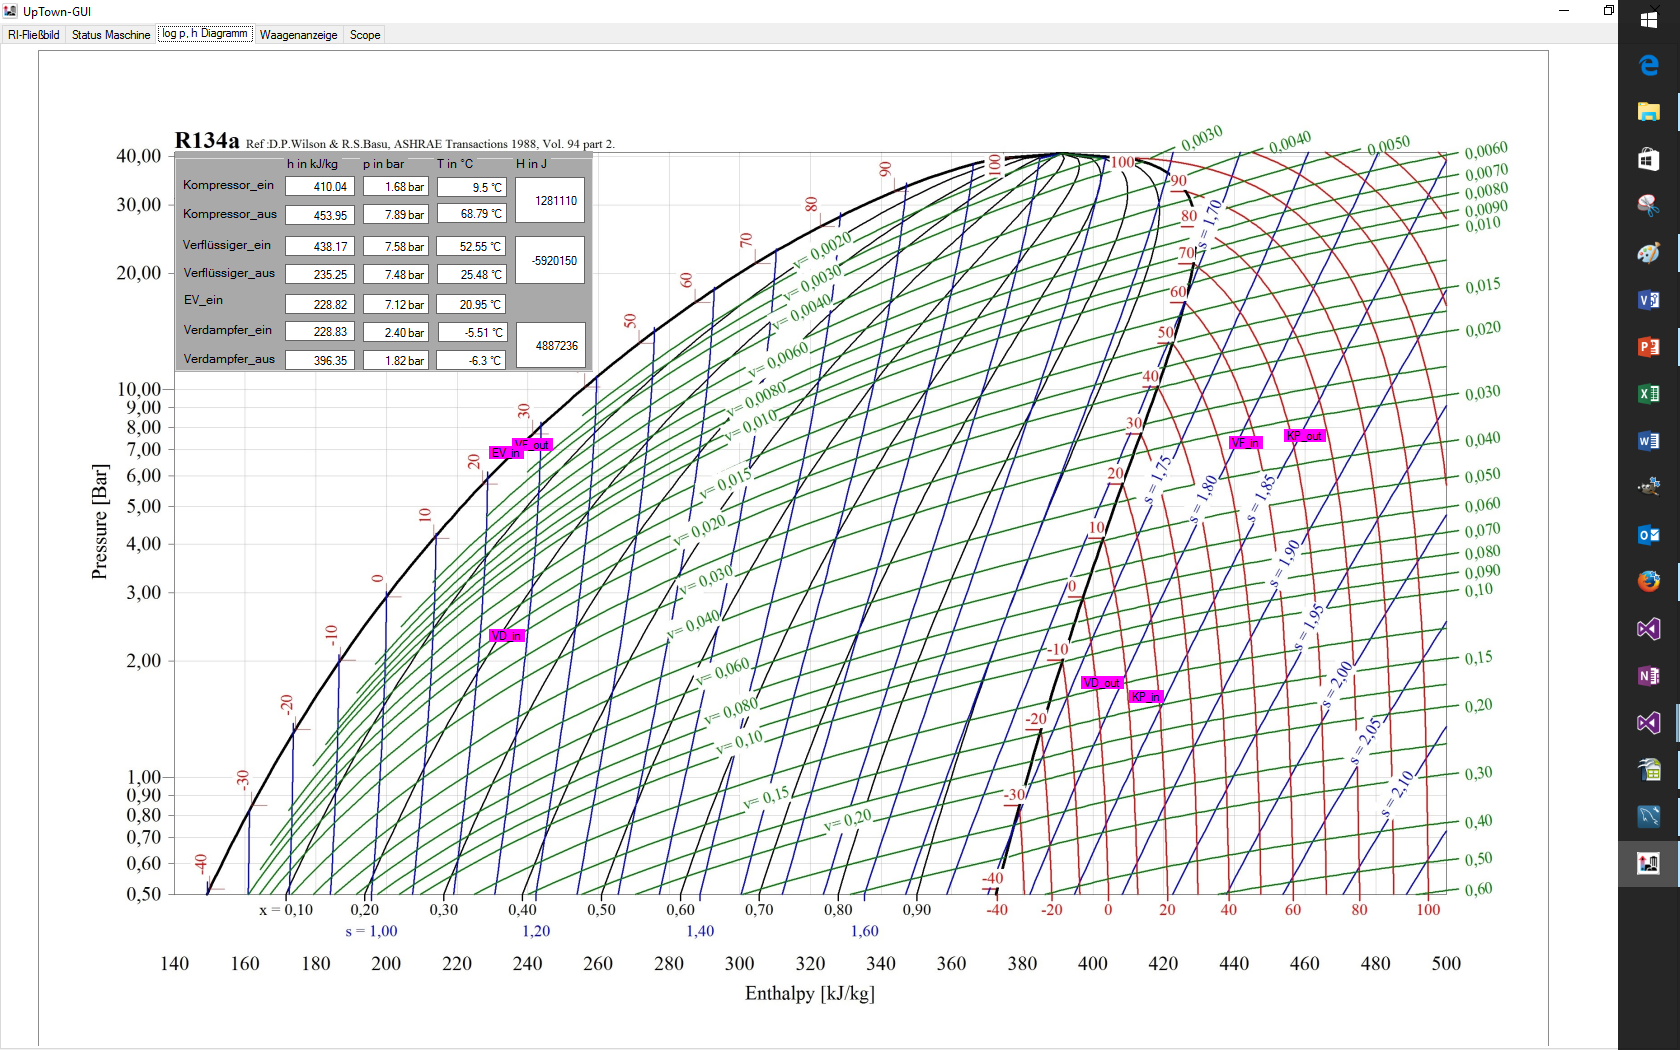 UpTown-GUI
RI-Fließbild Status Maschine log p, h Diagramm Waagenanzeige Scope
R134a Ref :D.P.Wilson & R.S.Basu, ASHRAE Transactions 1988, Vol. 94 part 2.
h in kJ/kg p in bar T in °C H in J
Kompressor_ein 410.04 1.68 bar 9.5 °C
1281110
Kompressor_aus 453.95 7.89 bar 68.79 °C
Verflüssiger_ein 438.17 7.58 bar 52.55 °C
-5920150
Verflüssiger_aus 235.25 7.48 bar 25.48 °C
EV_ein 228.82 7.12 bar 20.95 °C
Verdampfer_ein 228.83 2.40 bar -5.51 °C
4887236
Verdampfer_aus 396.35 1.82 bar -6.3 °C
Pressure [Bar]
40,00
30,00
20,00
10,00
9,00
8,00
7,00
6,00
5,00
4,00
3,00
2,00
1,00
0,90
0,80
0,70
0,60
0,50
-40
-30
-20
-10
0
10
20
30
50
60
70
80
90
100
100
90
80
70
60
50
40
30
20
10
0
-10
-20
-30
-40
v= 0,0020
v= 0,0030
v= 0,0040
v= 0,0060
v= 0,0080
v= 0,010
v= 0,015
v= 0,020
v= 0,030
v= 0,040
v= 0,060
v= 0,080
v= 0,10
v= 0,15
v= 0,20
EV_in
VF_out
VD_in
VF_in
KP_out
VD_out
KP_in
s = 1,70
s = 1,75
s = 1,80
s = 1,85
s = 1,90
s = 1,95
s = 2,00
s = 2,05
s = 2,10
0,0030
0,0040
0,0050
0,0060
0,0070
0,0080
0,0090
0,010
0,015
0,020
0,030
0,040
0,050
0,060
0,070
0,080
0,090
0,10
0,15
0,20
0,30
0,40
0,50
0,60
x = 0,10 0,20 0,30 0,40 0,50 0,60 0,70 0,80 0,90 -40 -20 0 20 40 60 80 100
s = 1,00 1,20 1,40 1,60
140 160 180 200 220 240 260 280 300 320 340 360 380 400 420 440 460 480 500
Enthalpy [kJ/kg]